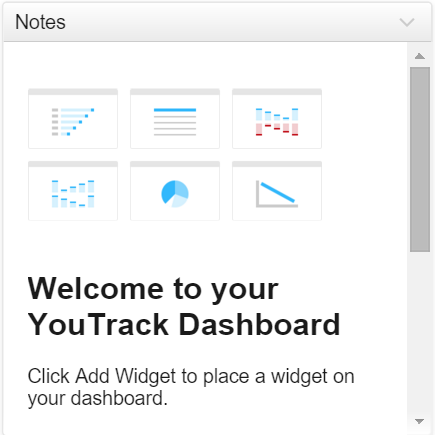 Notes
Welcome to your
YouTrack Dashboard
Click Add Widget to place a widget on
your dashboard.